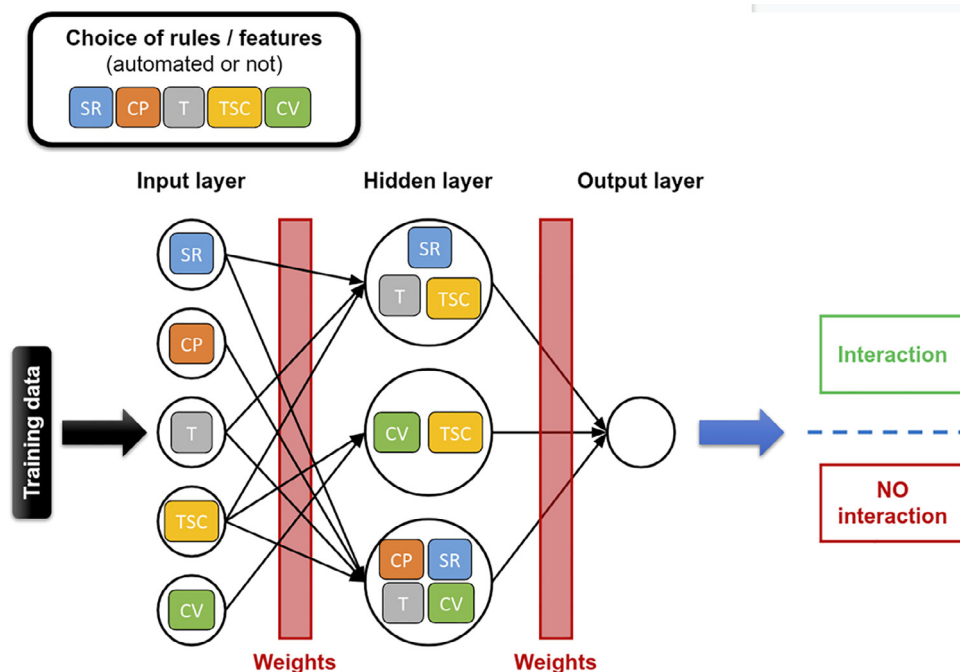 Choice of rules / features
(automated or not)
SR CP T TSC CV
Input layer Hidden layer Output layer
SR
CP
T
TSC
CV
Training data
SR
T TSC
CV TSC
CP SR
T CV
Weights Weights
Interaction
NO
interaction